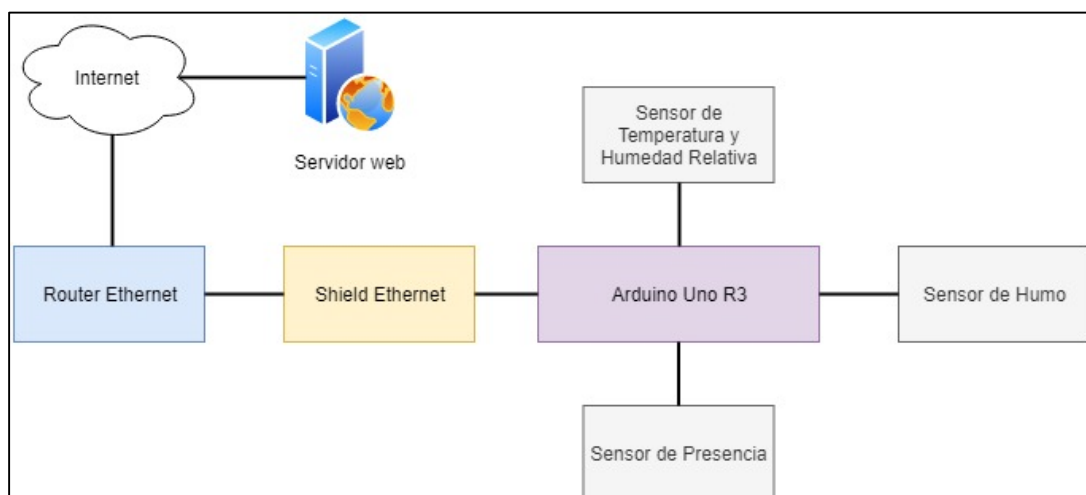 Internet
Servidor web
Sensor de
Temperatura y
Humedad Relativa
Router Ethernet
Shield Ethernet
Arduino Uno R3
Sensor de Humo
Sensor de Presencia